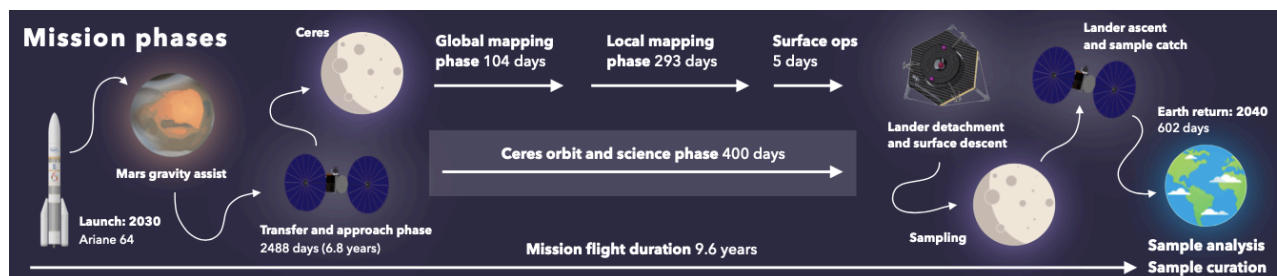 Mission phases
Launch: 2030
Ariane 64
Mars gravity assist
Transfer and approach phase
2488 days (6.8 years)
Ceres
Global mapping
phase 104 days
Local mapping
phase 293 days
Surface ops
5 days
Ceres orbit and science phase 400 days
Lander detachment
and surface descent
Sampling
Lander ascent
and sample catch
Earth return: 2040
602 days
Sample analysis
Sample curation
Mission flight duration 9.6 years